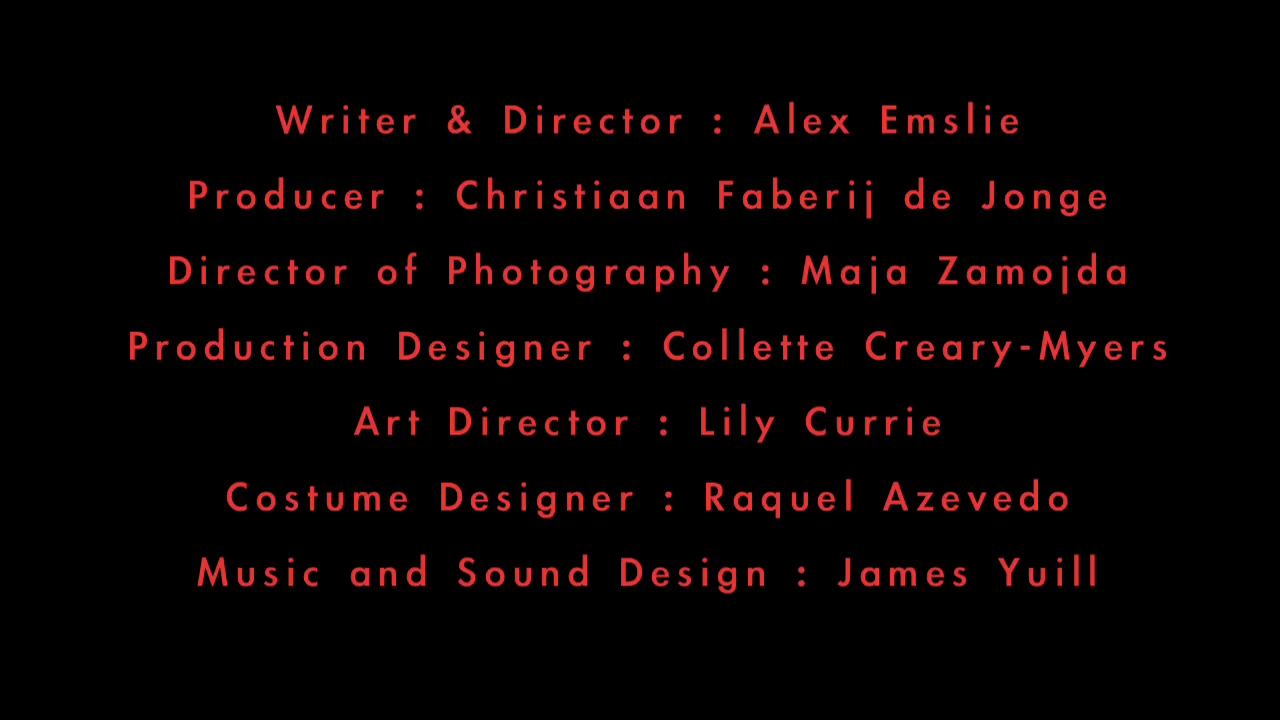 Writer & Director : Alex Emslie
Producer : Christiaan Faberij de Jonge
Director of Photography : Maja Zamojda
Production Designer : Collette Creary-Myers
Art Director : Lily Currie
Costume Designer : Raquel Azevedo
Music and Sound Design : James Yuill